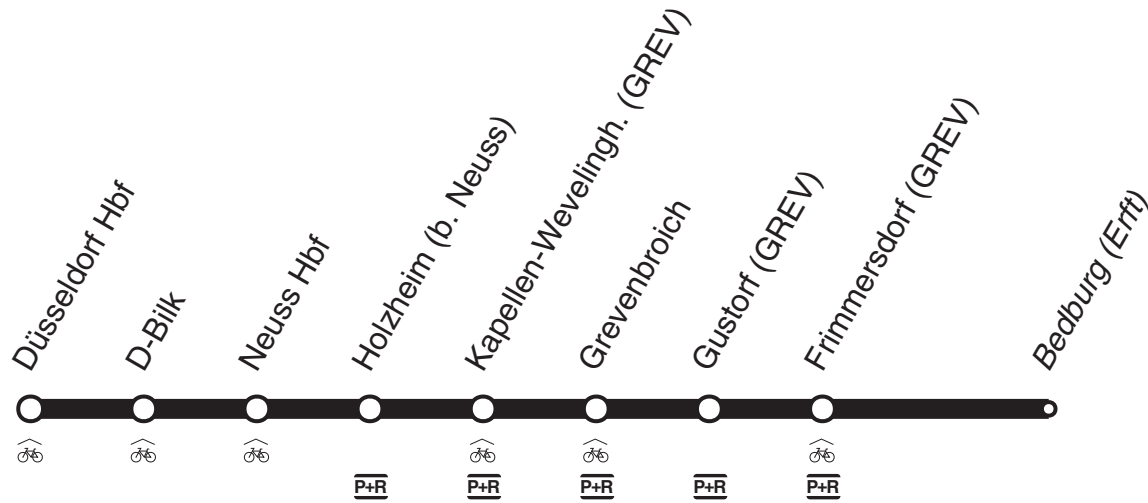 Düsseldorf Hbf
D-Bilk
Neuss Hbf
Holzheim (b. Neuss)
Kapellen-Wevelingh. (GREV)
Grevenbroich
Gustorf (GREV)
Frimmersdorf (GREV)
Bedburg (Erft)
P+R
P+R
P+R
P+R
P+R